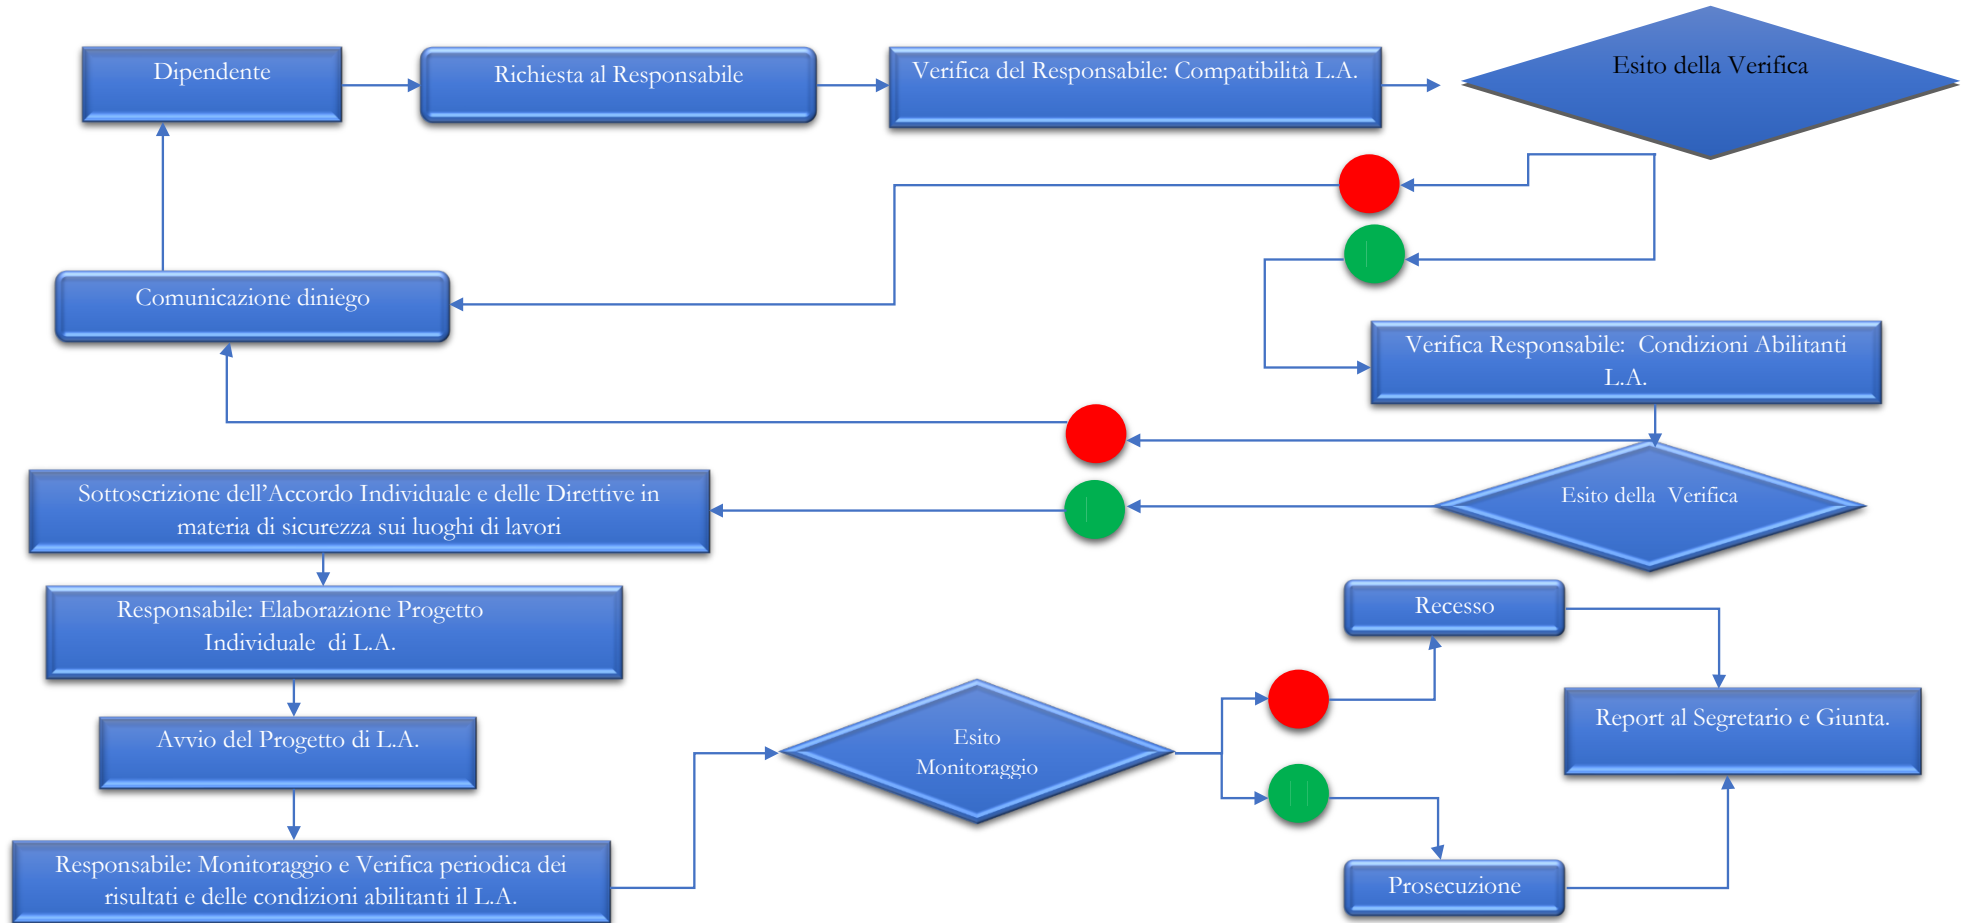 Dipendente
Richiesta al Responsabile
Verifica del Responsabile: Compatibilità L.A.
Esito della Verifica
Comunicazione diniego
Verifica Responsabile:  Condizioni Abilitanti
L.A.
Sottoscrizione dell’Accordo Individuale e delle Direttive in
materia di sicurezza sui luoghi di lavori
Esito della  Verifica
Responsabile: Elaborazione Progetto
Individuale  di L.A.
Recesso
Avvio del Progetto di L.A.
Esito
Monitoraggio
Report al Segretario e Giunta.
Responsabile: Monitoraggio e Verifica periodica dei
risultati e delle condizioni abilitanti il L.A.
Prosecuzione